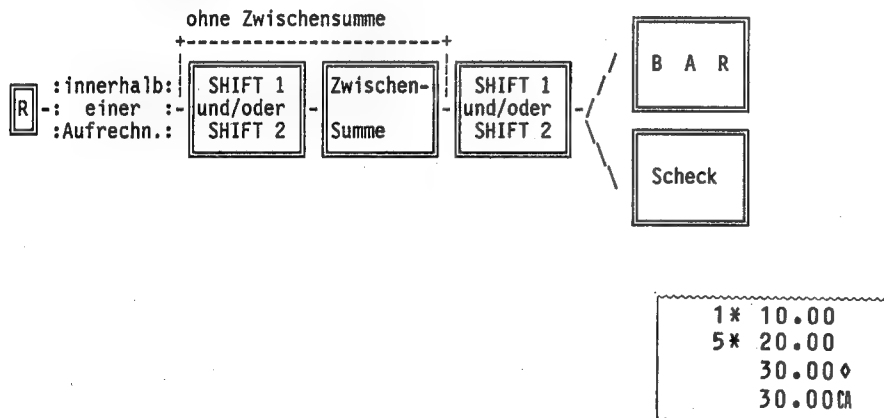 ohne Zwischensumme
R
:innerhalb:
-: einer :-
:Aufrechn.:
SHIFT 1
und/oder
SHIFT 2
Zwischen-
Summe
SHIFT 1
und/oder
SHIFT 2
B A R
Scheck
1* 10.00
5* 20.00
30.00◊
30.00CA